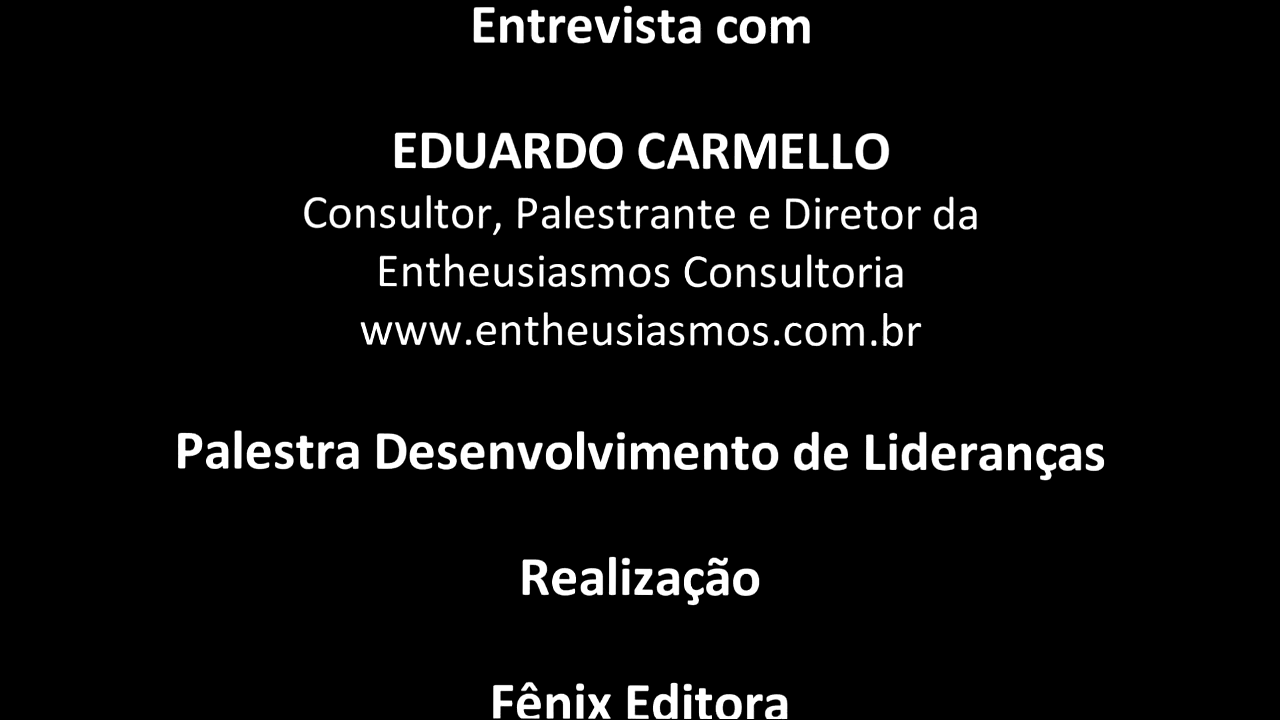 Entrevista com
EDUARDO CARMELLO
Consultor, Palestrante e Diretor da
Entheusiasmos Consultoria
www.entheusiasmos.com.br
Palestra Desenvolvimento de Lideranças
Realização
Fênix Editora